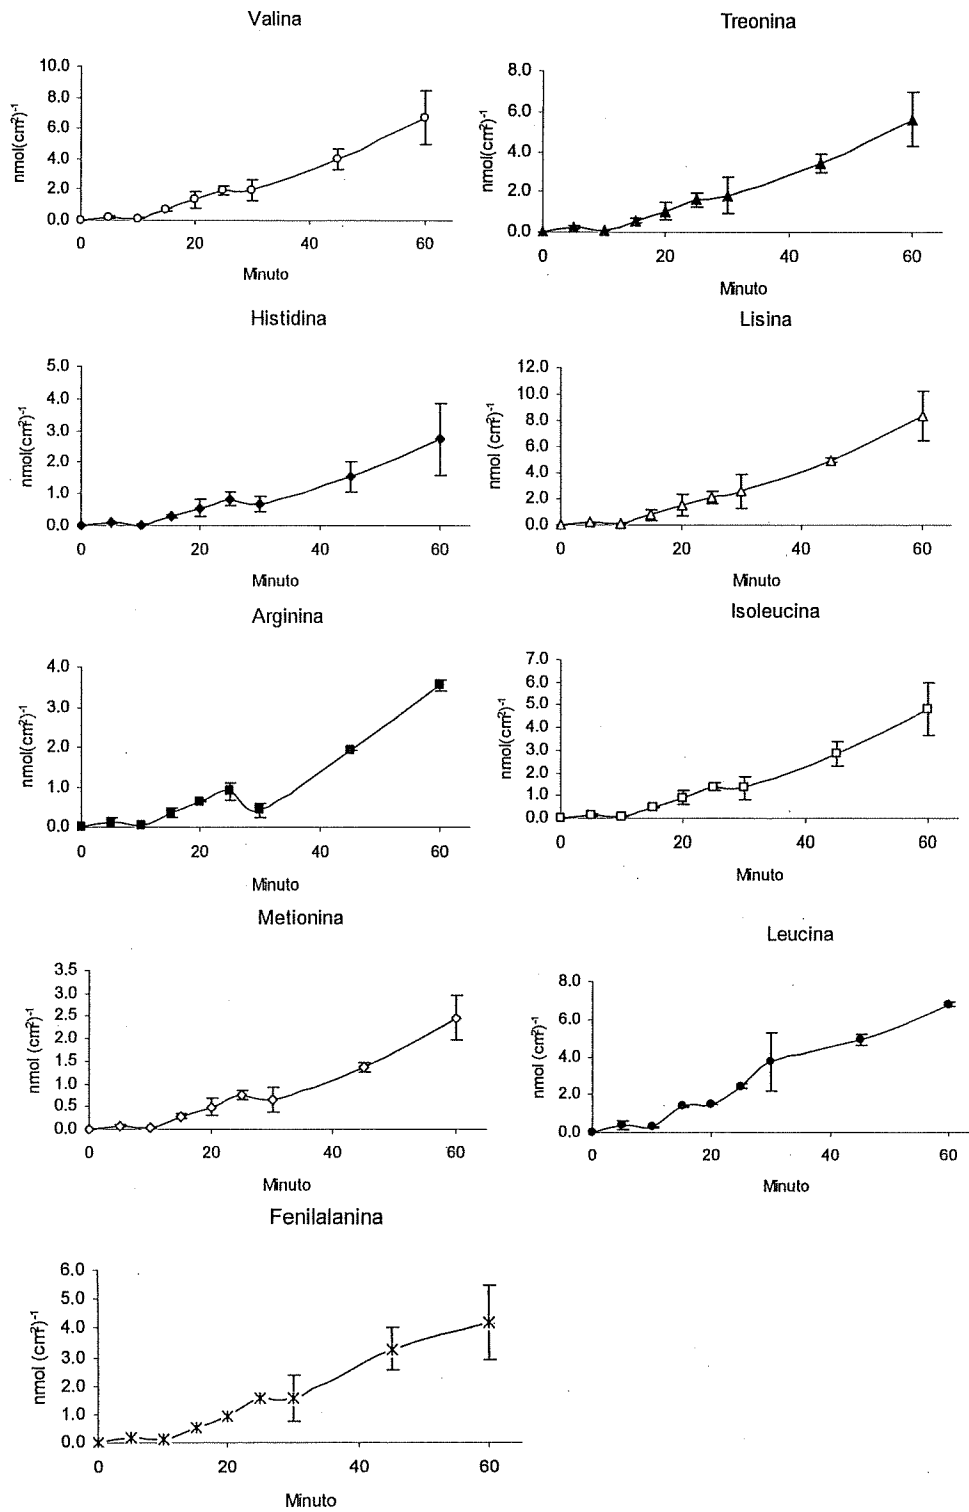 Valina
10.0
8.0
6.0
4.0
2.0
0.0
nmol(cm²)⁻¹
0 20 40 60
Minuto
Treonina
8.0
6.0
4.0
2.0
0.0
nmol(cm²)⁻¹
0 20 40 60
Minuto
Histidina
5.0
4.0
3.0
2.0
1.0
0.0
nmol(cm²)⁻¹
0 20 40 60
Minuto
Lisina
12.0
10.0
8.0
6.0
4.0
2.0
0.0
nmol (cm²)⁻¹
0 20 40 60
Minuto
Arginina
4.0
3.0
2.0
1.0
0.0
nmol(cm²)⁻¹
0 20 40 60
Minuto
Isoleucina
7.0
6.0
5.0
4.0
3.0
2.0
1.0
0.0
nmol(cm²)⁻¹
0 20 40 60
Minuto
Metionina
3.5
3.0
2.5
2.0
1.5
1.0
0.5
0.0
nmol (cm²)⁻¹
0 20 40 60
Minuto
Leucina
8.0
6.0
4.0
2.0
0.0
nmol (cm²)⁻¹
0 20 40 60
Minuto
Fenilalanina
6.0
5.0
4.0
3.0
2.0
1.0
0.0
nmol (cm²)⁻¹
0 20 40 60
Minuto